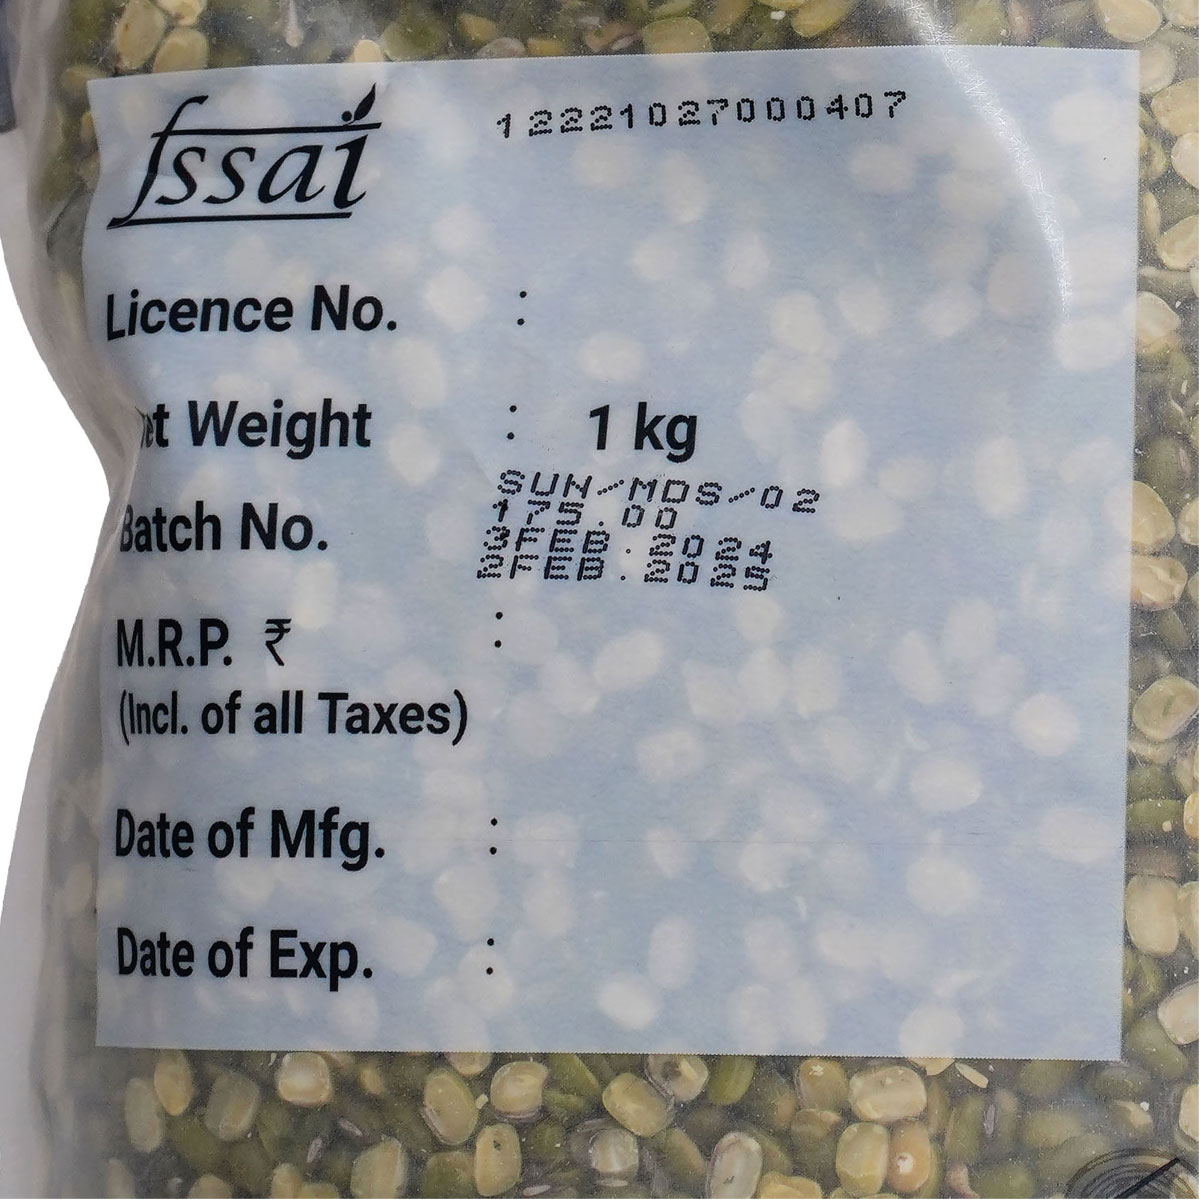 fssai
12221027000407
Licence No. :
et Weight : 1 kg
SUN/MDS/02
Batch No.
175.00
3FEB.2024
2FEB.2025
M.R.P. ₹ :
(Incl. of all Taxes)
Date of Mfg. :
Date of Exp. :